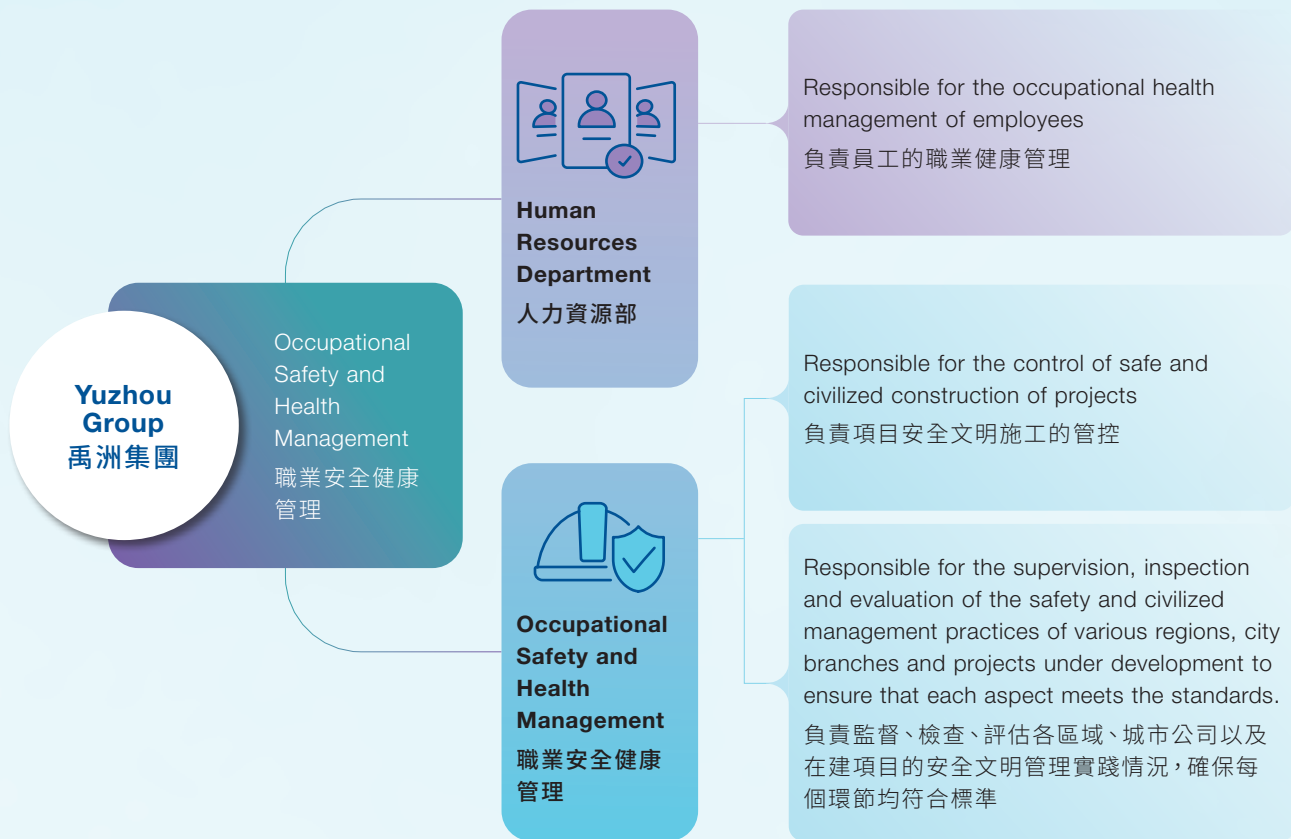 Yuzhou
Group
禹洲集團
Occupational
Safety and
Health
Management
職業安全健康
管理
Human
Resources
Department
人力資源部
Responsible for the occupational health
management of employees
負責員工的職業健康管理
Occupational
Safety and
Health
Management
職業安全健康
管理
Responsible for the control of safe and
civilized construction of projects
負責項目安全文明施工的管控
Responsible for the supervision, inspection
and evaluation of the safety and civilized
management practices of various regions, city
branches and projects under development to
ensure that each aspect meets the standards.
負責監督、檢查、評估各區域、城市公司以及
在建項目的安全文明管理實踐情況，確保每
個環節均符合標準